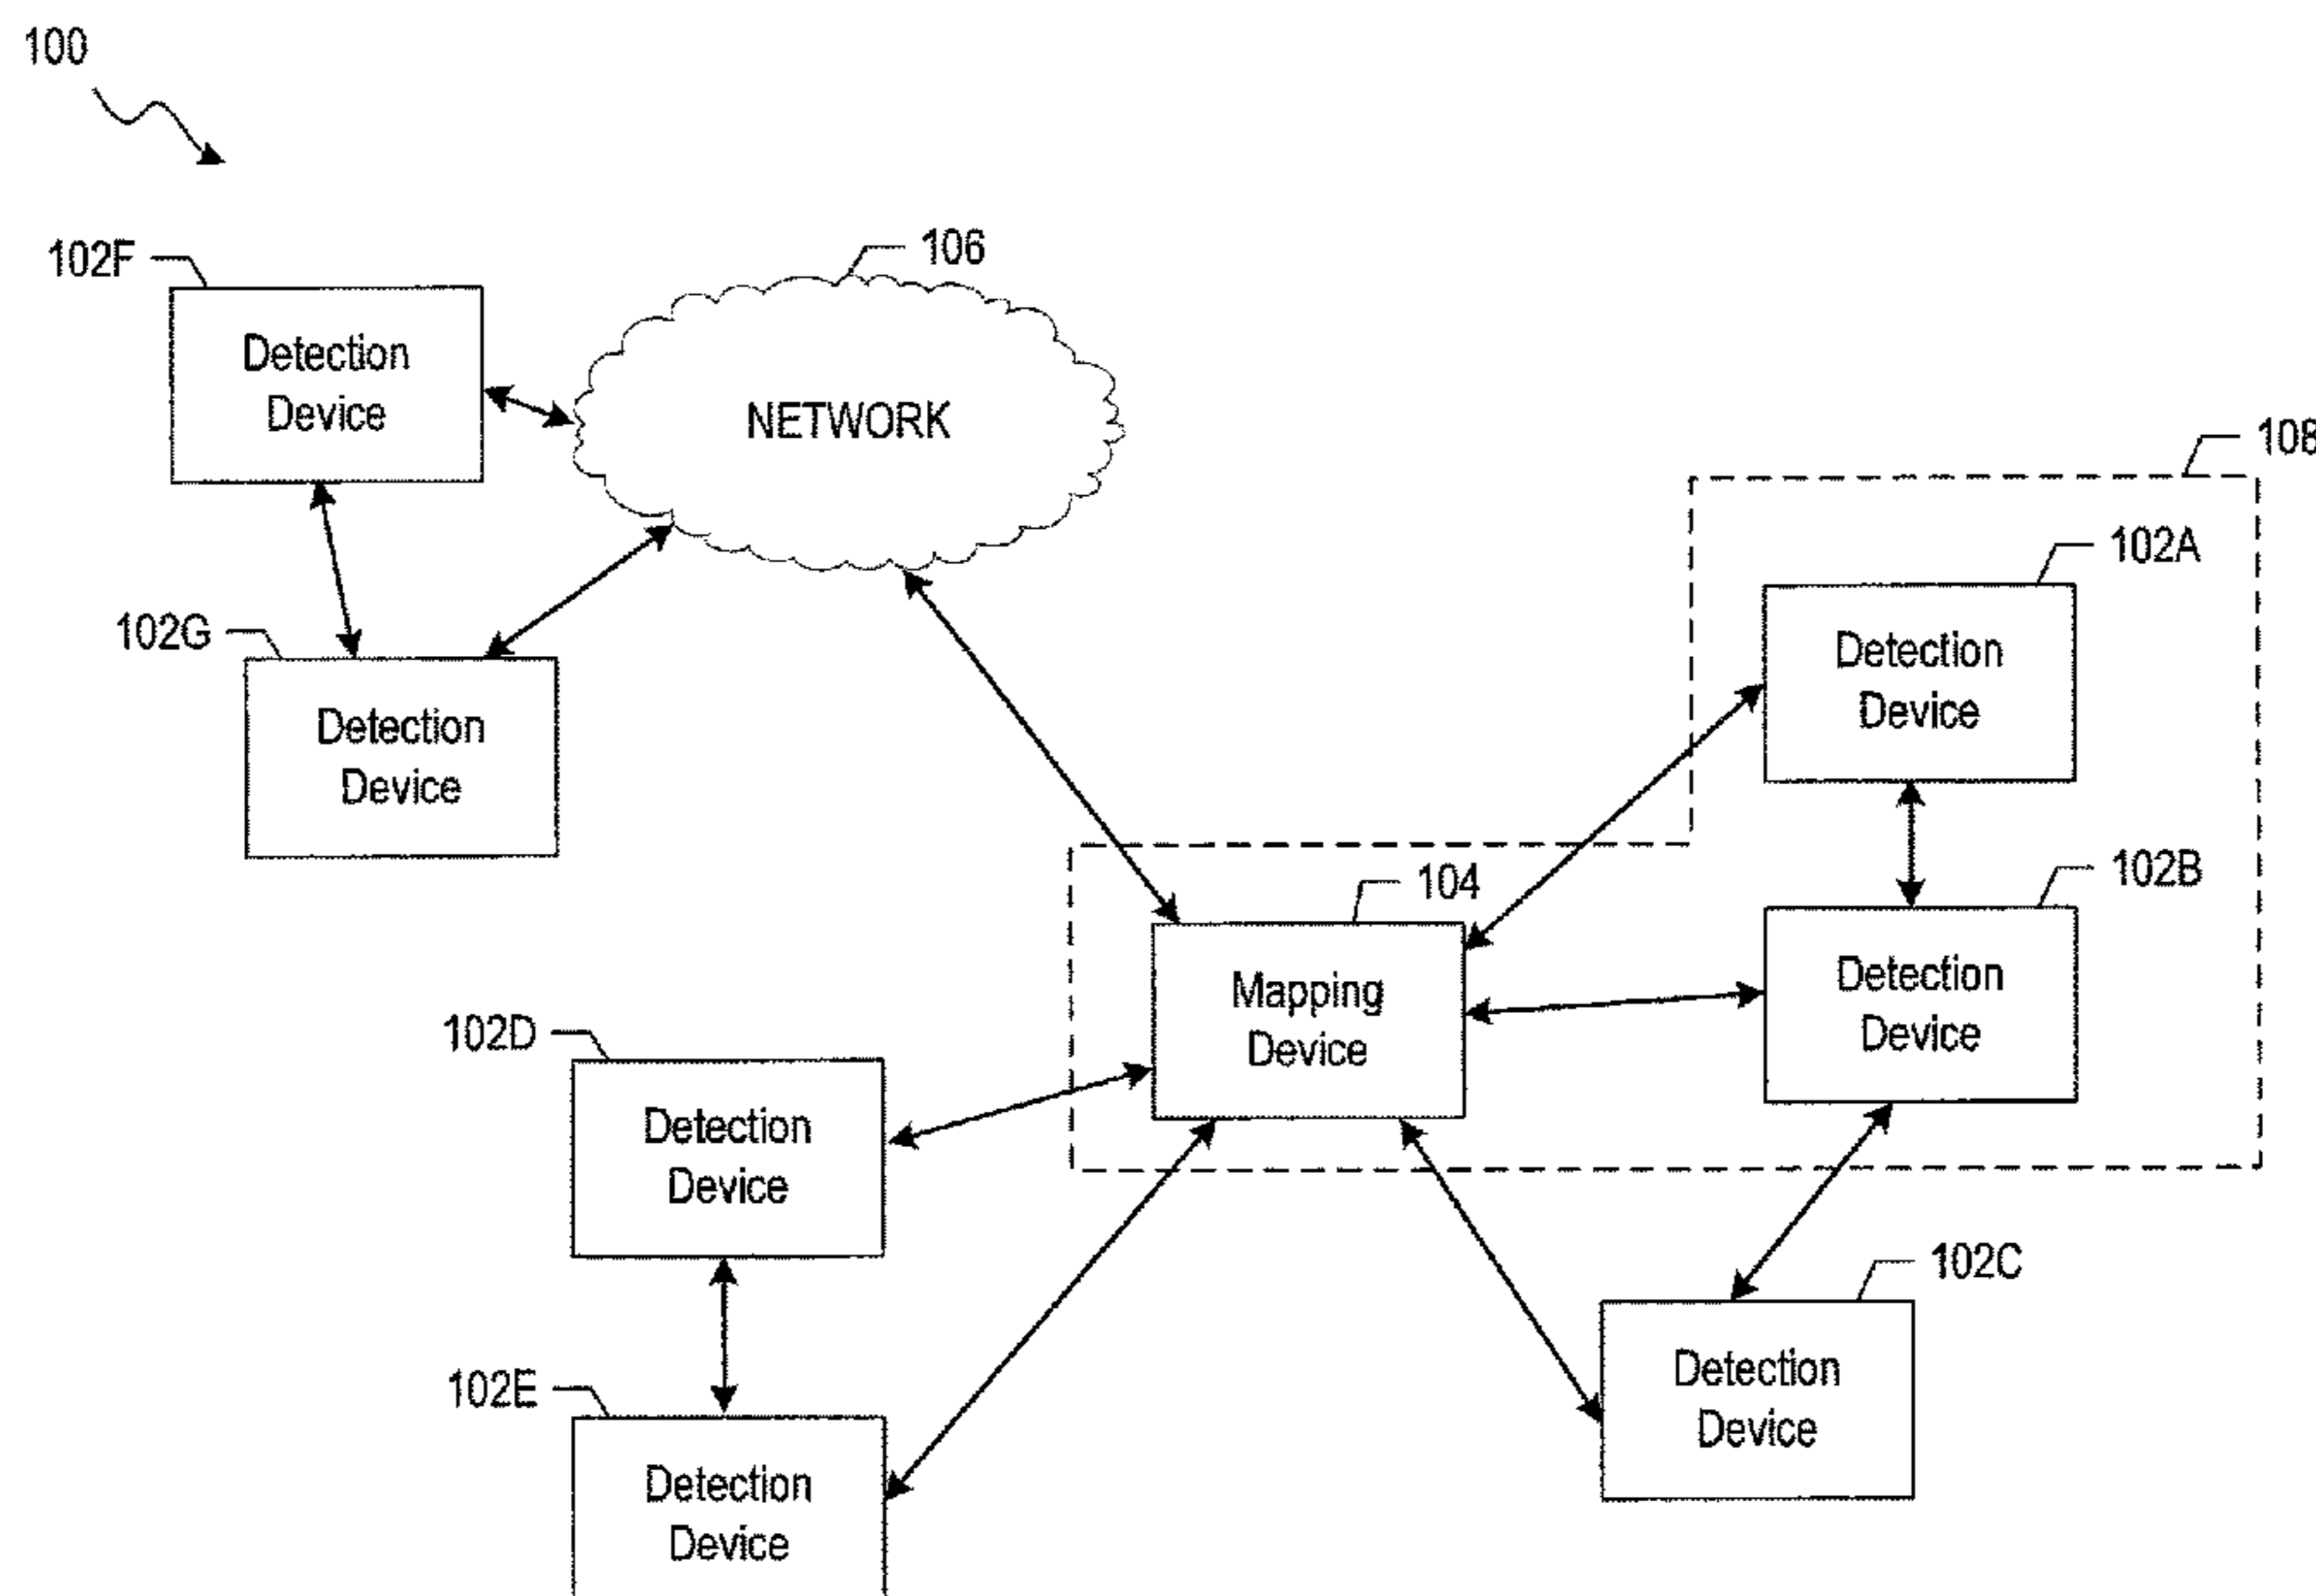 100
102F
106
Detection
Device
NETWORK
108
102A
102G
Detection
Device
Detection
Device
104
102B
Mapping
Device
Detection
Device
102D
Detection
Device
102C
102E
Detection
Device
Detection
Device